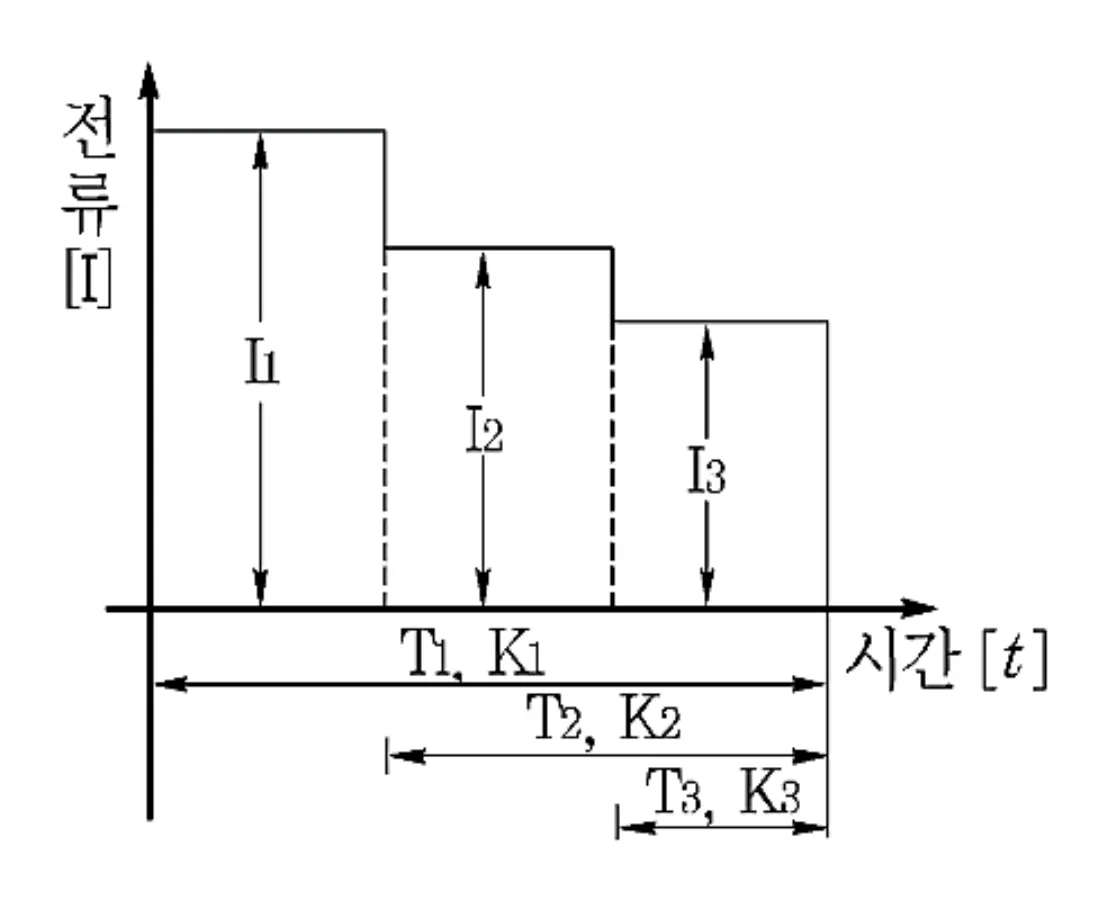 전류
[I]
I1
I2
I3
시간 [t]
T1, K1
T2, K2
T3, K3